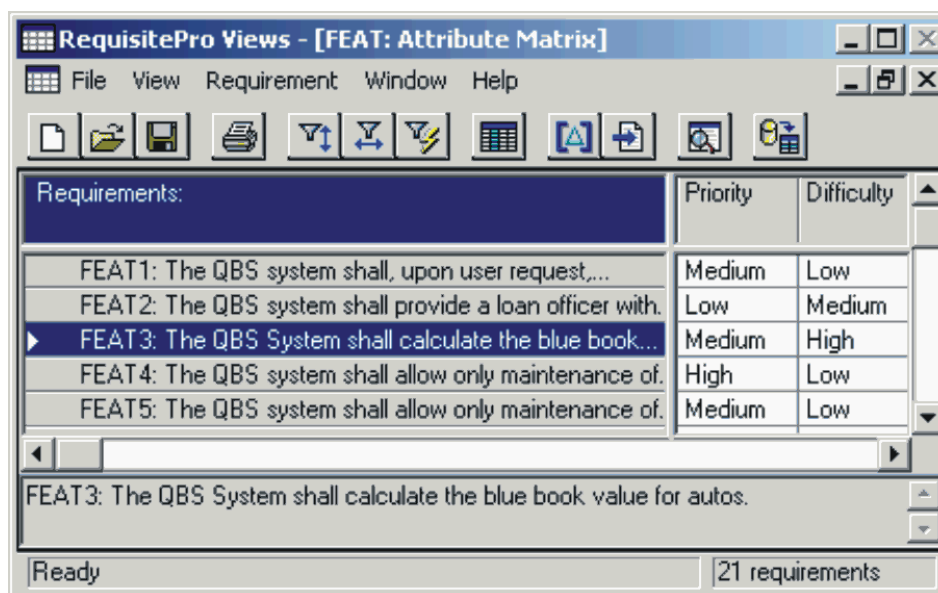 RequisitePro Views - [FEAT: Attribute Matrix]
File View Requirement Window Help
Requirements: Priority Difficulty
FEAT1: The QBS system shall, upon user request,... Medium Low
FEAT2: The QBS system shall provide a loan officer with. Low Medium
FEAT3: The QBS System shall calculate the blue book... Medium High
FEAT4: The QBS system shall allow only maintenance of. High Low
FEAT5: The QBS system shall allow only maintenance of. Medium Low
FEAT3: The QBS System shall calculate the blue book value for autos.
Ready 21 requirements